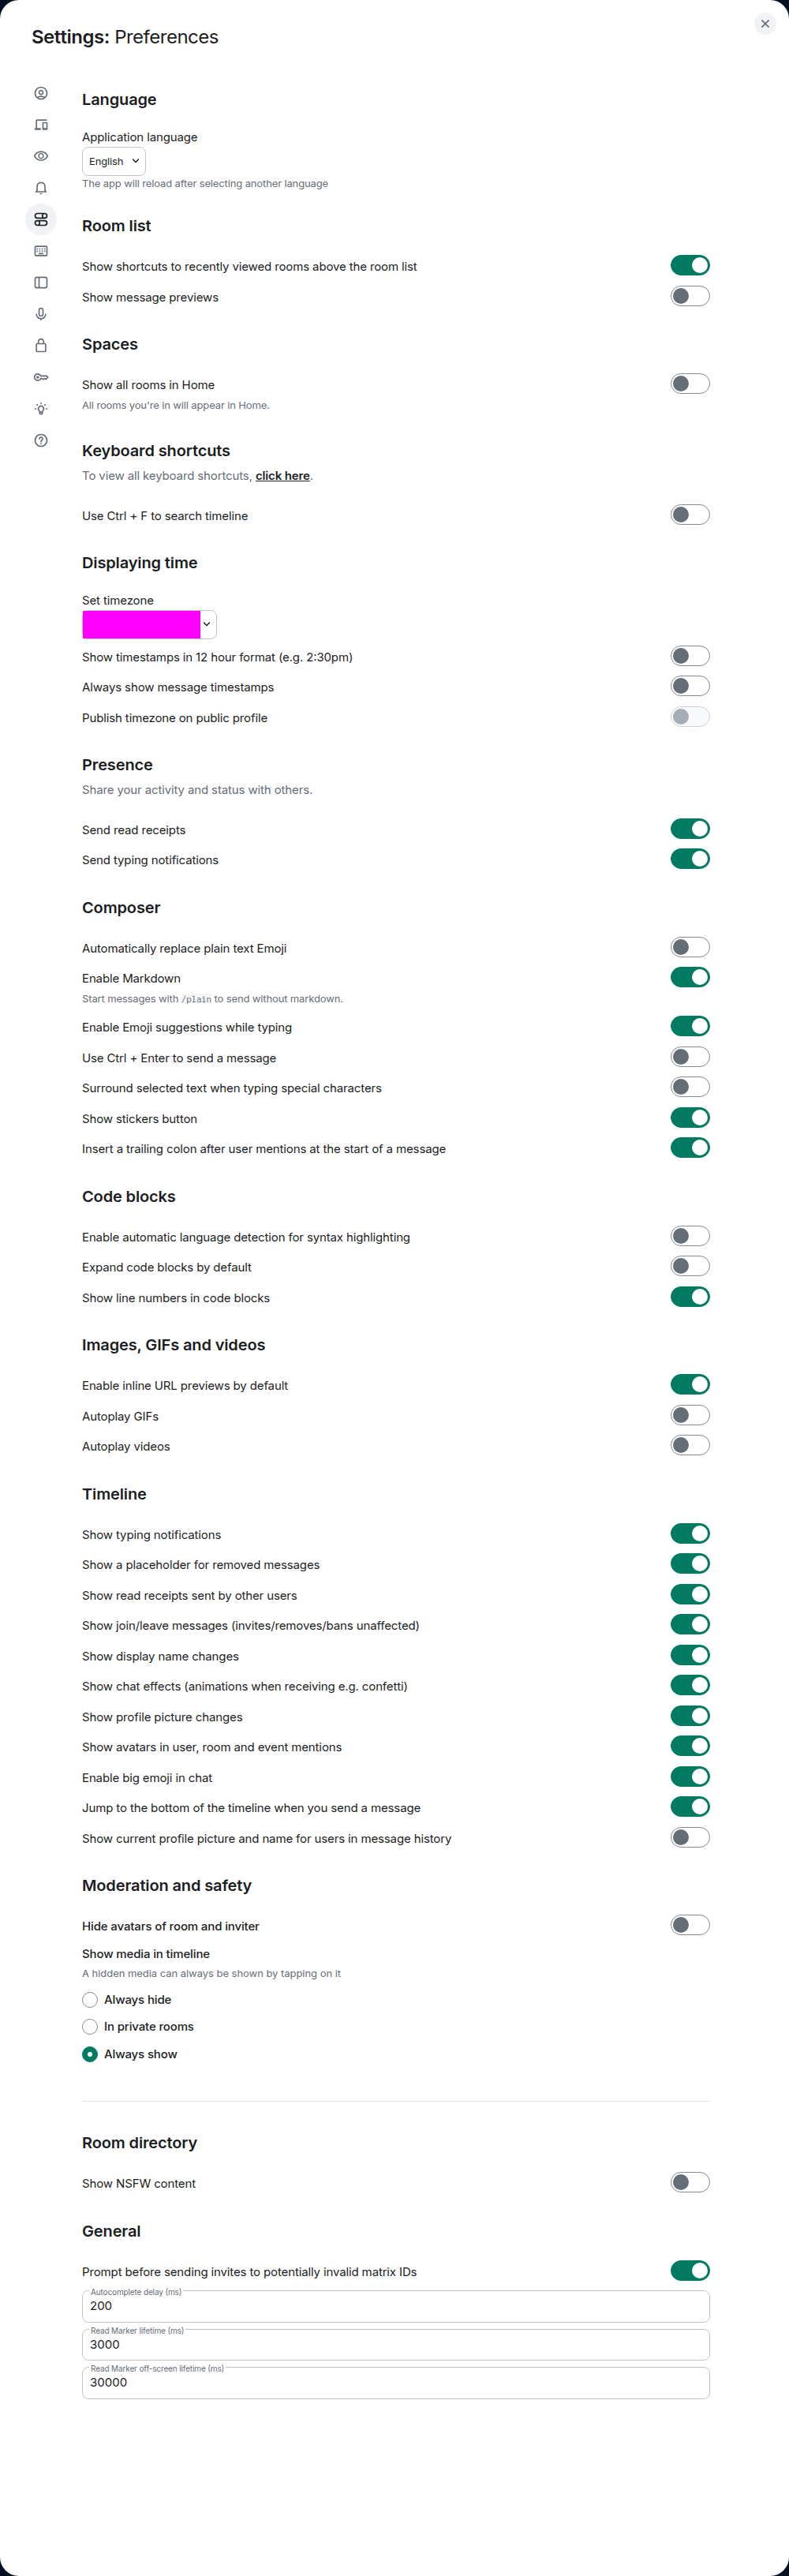 Settings: Preferences
Language
Application language
English
The app will reload after selecting another language
Room list
Show shortcuts to recently viewed rooms above the room list
Show message previews
Spaces
Show all rooms in Home
All rooms you're in will appear in Home.
Keyboard shortcuts
To view all keyboard shortcuts, click here.
Use Ctrl + F to search timeline
Displaying time
Set timezone
Show timestamps in 12 hour format (e.g. 2:30pm)
Always show message timestamps
Publish timezone on public profile
Presence
Share your activity and status with others.
Send read receipts
Send typing notifications
Composer
Automatically replace plain text Emoji
Enable Markdown
Start messages with /plain to send without markdown.
Enable Emoji suggestions while typing
Use Ctrl + Enter to send a message
Surround selected text when typing special characters
Show stickers button
Insert a trailing colon after user mentions at the start of a message
Code blocks
Enable automatic language detection for syntax highlighting
Expand code blocks by default
Show line numbers in code blocks
Images, GIFs and videos
Enable inline URL previews by default
Autoplay GIFs
Autoplay videos
Timeline
Show typing notifications
Show a placeholder for removed messages
Show read receipts sent by other users
Show join/leave messages (invites/removes/bans unaffected)
Show display name changes
Show chat effects (animations when receiving e.g. confetti)
Show profile picture changes
Show avatars in user, room and event mentions
Enable big emoji in chat
Jump to the bottom of the timeline when you send a message
Show current profile picture and name for users in message history
Moderation and safety
Hide avatars of room and inviter
Show media in timeline
A hidden media can always be shown by tapping on it
Always hide
In private rooms
Always show
Room directory
Show NSFW content
General
Prompt before sending invites to potentially invalid matrix IDs
Autocomplete delay (ms)
200
Read Marker lifetime (ms)
3000
Read Marker off-screen lifetime (ms)
30000